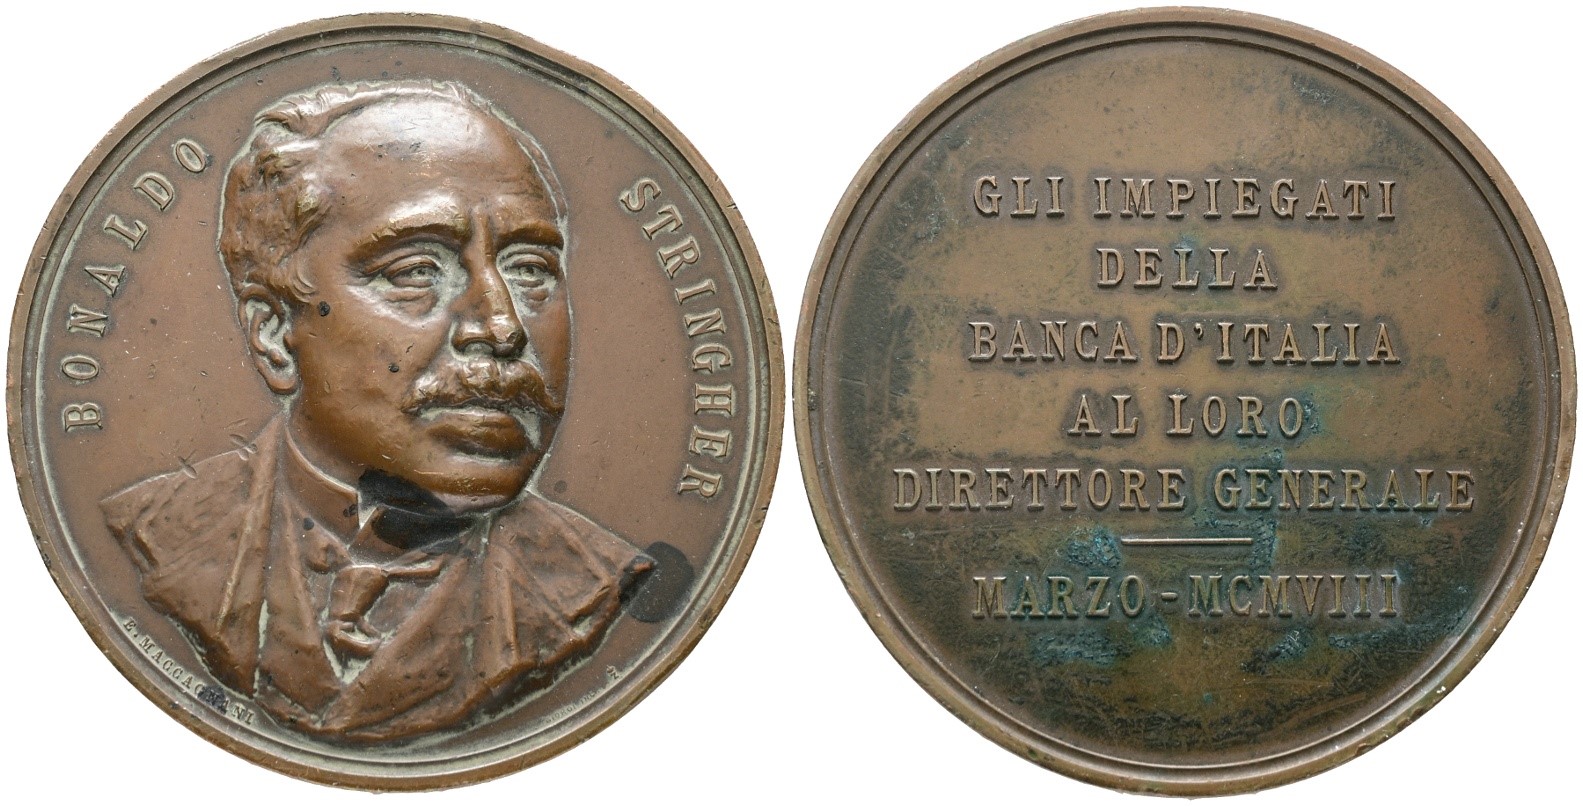 BONALDO STRINGHER
E. MACCAGNANI
GLI IMPIEGATI
DELLA
BANCA D'ITALIA
AL LORO
DIRETTORE GENERALE
MARZO - MCMVIII